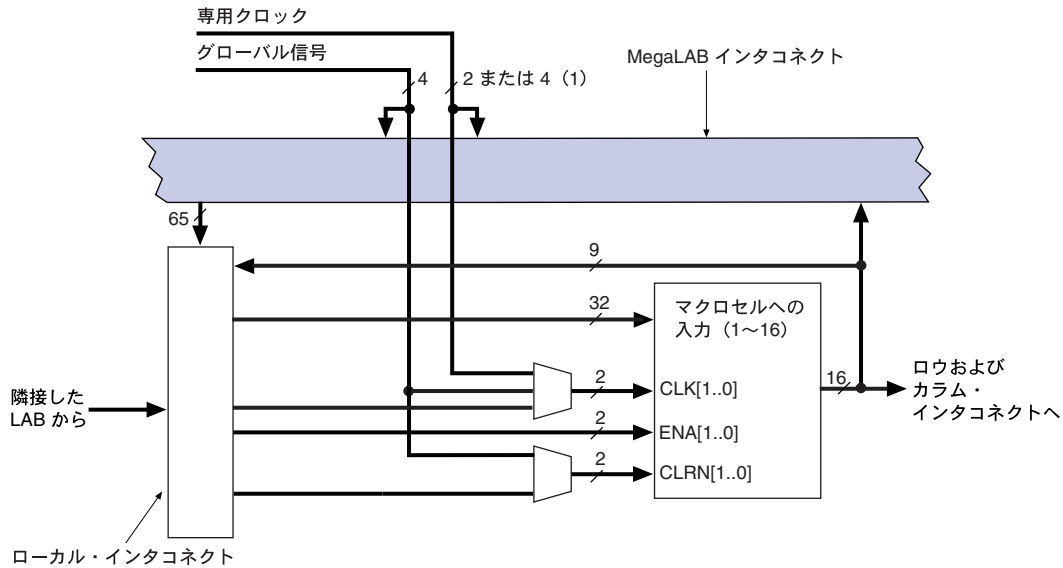 専用クロック
グローバル信号
4
2 または 4（1）
MegaLAB インタコネクト
65
9
32
マクロセルへの
入力（1～16）
2
CLK[1..0]
16
ロウおよび
カラム・
インタコネクトへ
隣接した
LAB から
2
ENA[1..0]
2
CLRN[1..0]
ローカル・インタコネクト